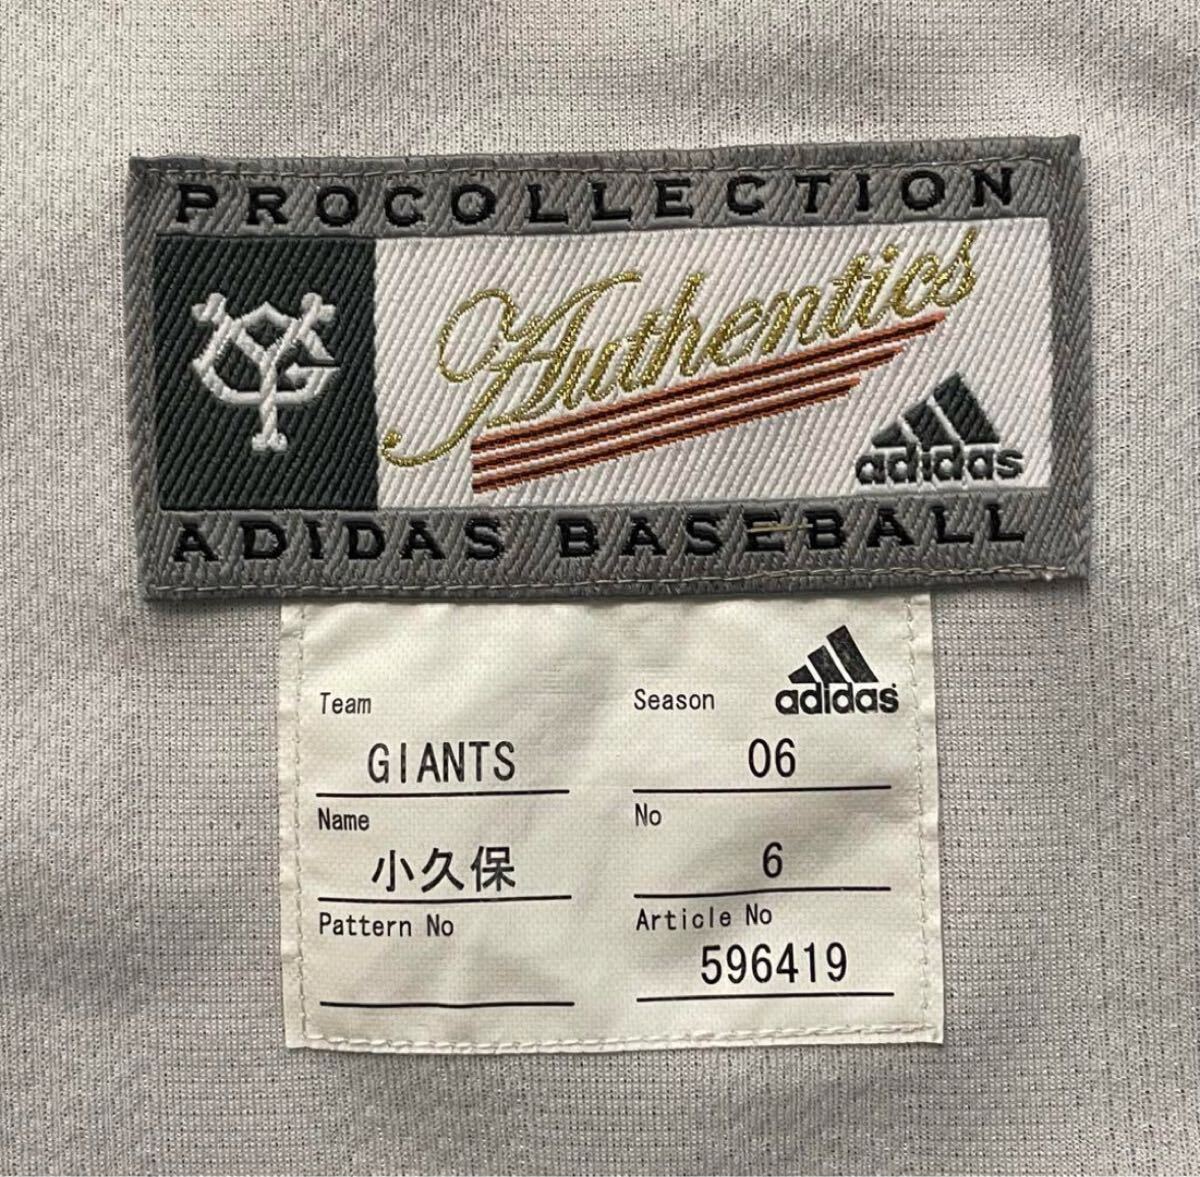 PROCOLLECTION
YG
Authentics
adidas
ADIDAS BASEBALL
adidas
Team Season
GIANTS 06
Name No
小久保 6
Pattern No Article No
596419